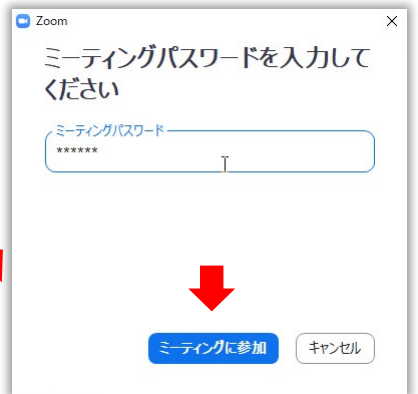 Zoom
ミーティングパスワードを入力して
ください
ミーティングパスワード
******
ミーティングに参加
キャンセル